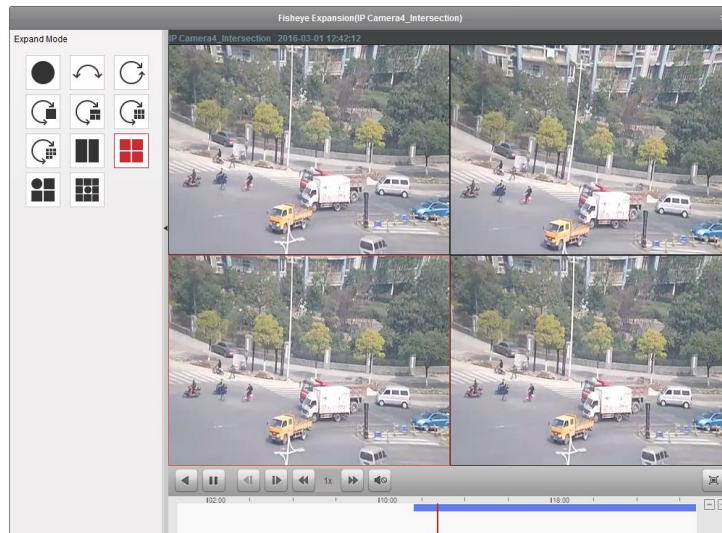 Fisheye Expansion(IP Camera4_Intersection)
Expand Mode
IP Camera4_Intersection 2016-03-01 12:42:12
1x
02:00 10:00 18:00